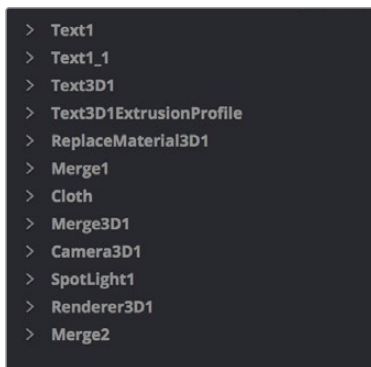 Text1
Text1_1
Text3D1
Text3D1ExtrusionProfile
ReplaceMaterial3D1
Merge1
Cloth
Merge3D1
Camera3D1
SpotLight1
Renderer3D1
Merge2